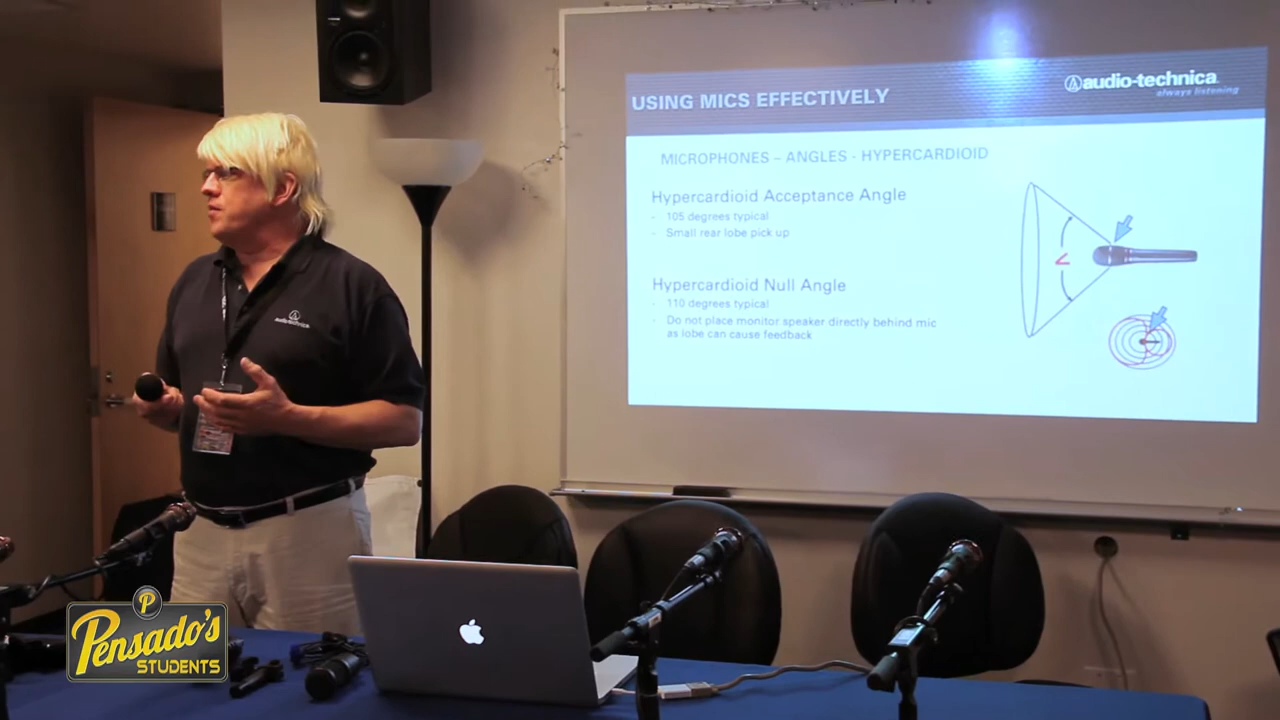 audio-technica
always listening
USING MICS EFFECTIVELY
MICROPHONES – ANGLES - HYPERCARDIOID
Hypercardioid Acceptance Angle
- 105 degrees typical
- Small rear lobe pick up
Hypercardioid Null Angle
- 110 degrees typical
- Do not place monitor speaker directly behind mic
as lobe can cause feedback
audio-technica
P
Pensado's
STUDENTS